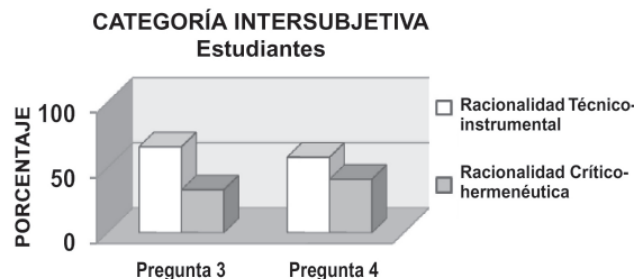 CATEGORÍA INTERSUBJETIVA
Estudiantes
PORCENTAJE
100
50
0
Pregunta 3
Pregunta 4
Racionalidad Técnico-
instrumental
Racionalidad Crítico-
hermenéutica